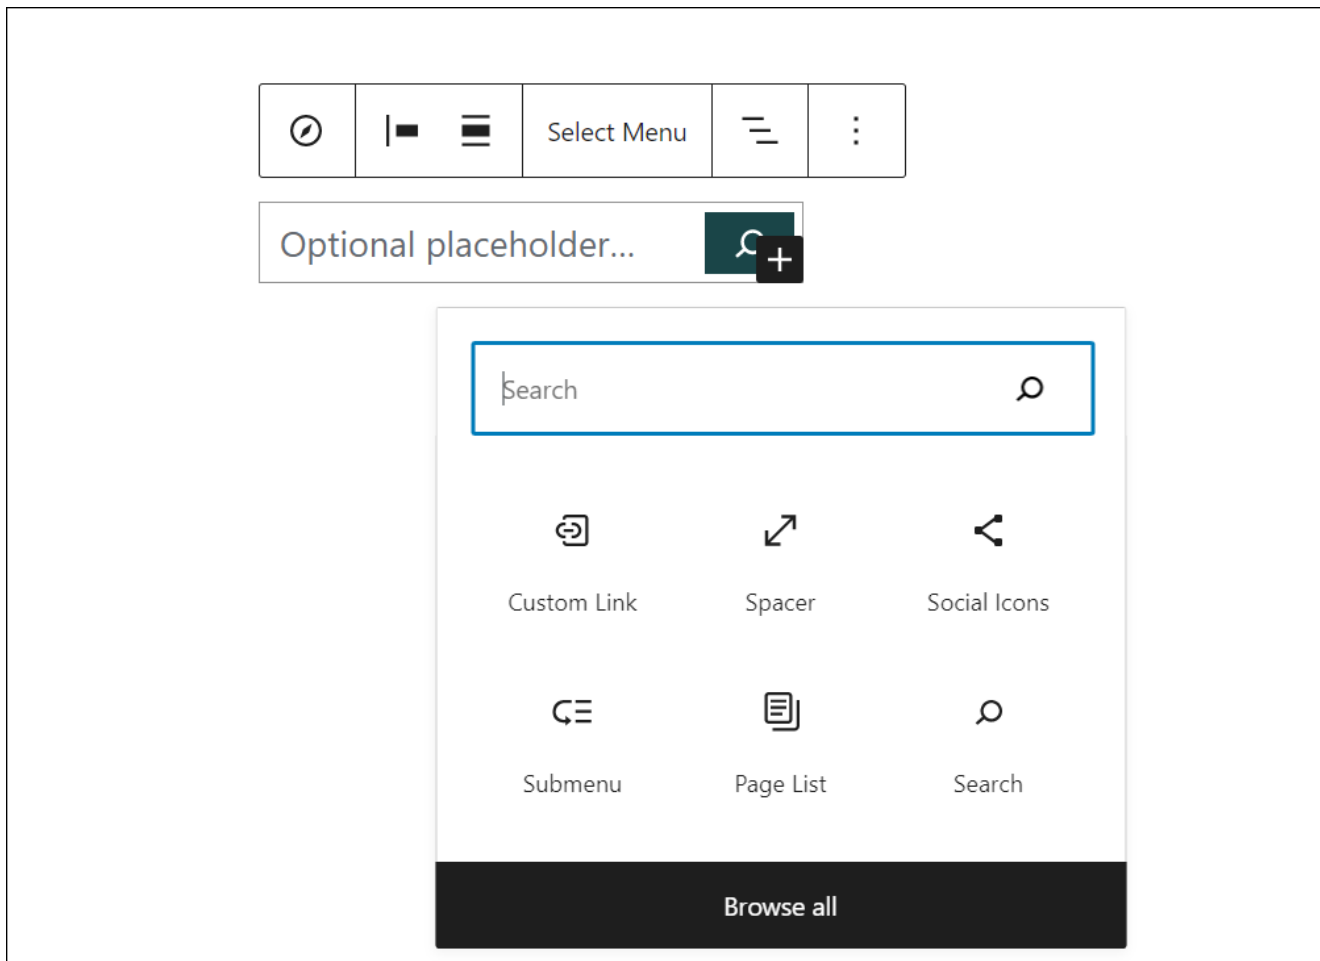 Select Menu
Optional placeholder...
Search
Custom Link
Spacer
Social Icons
Submenu
Page List
Search
Browse all